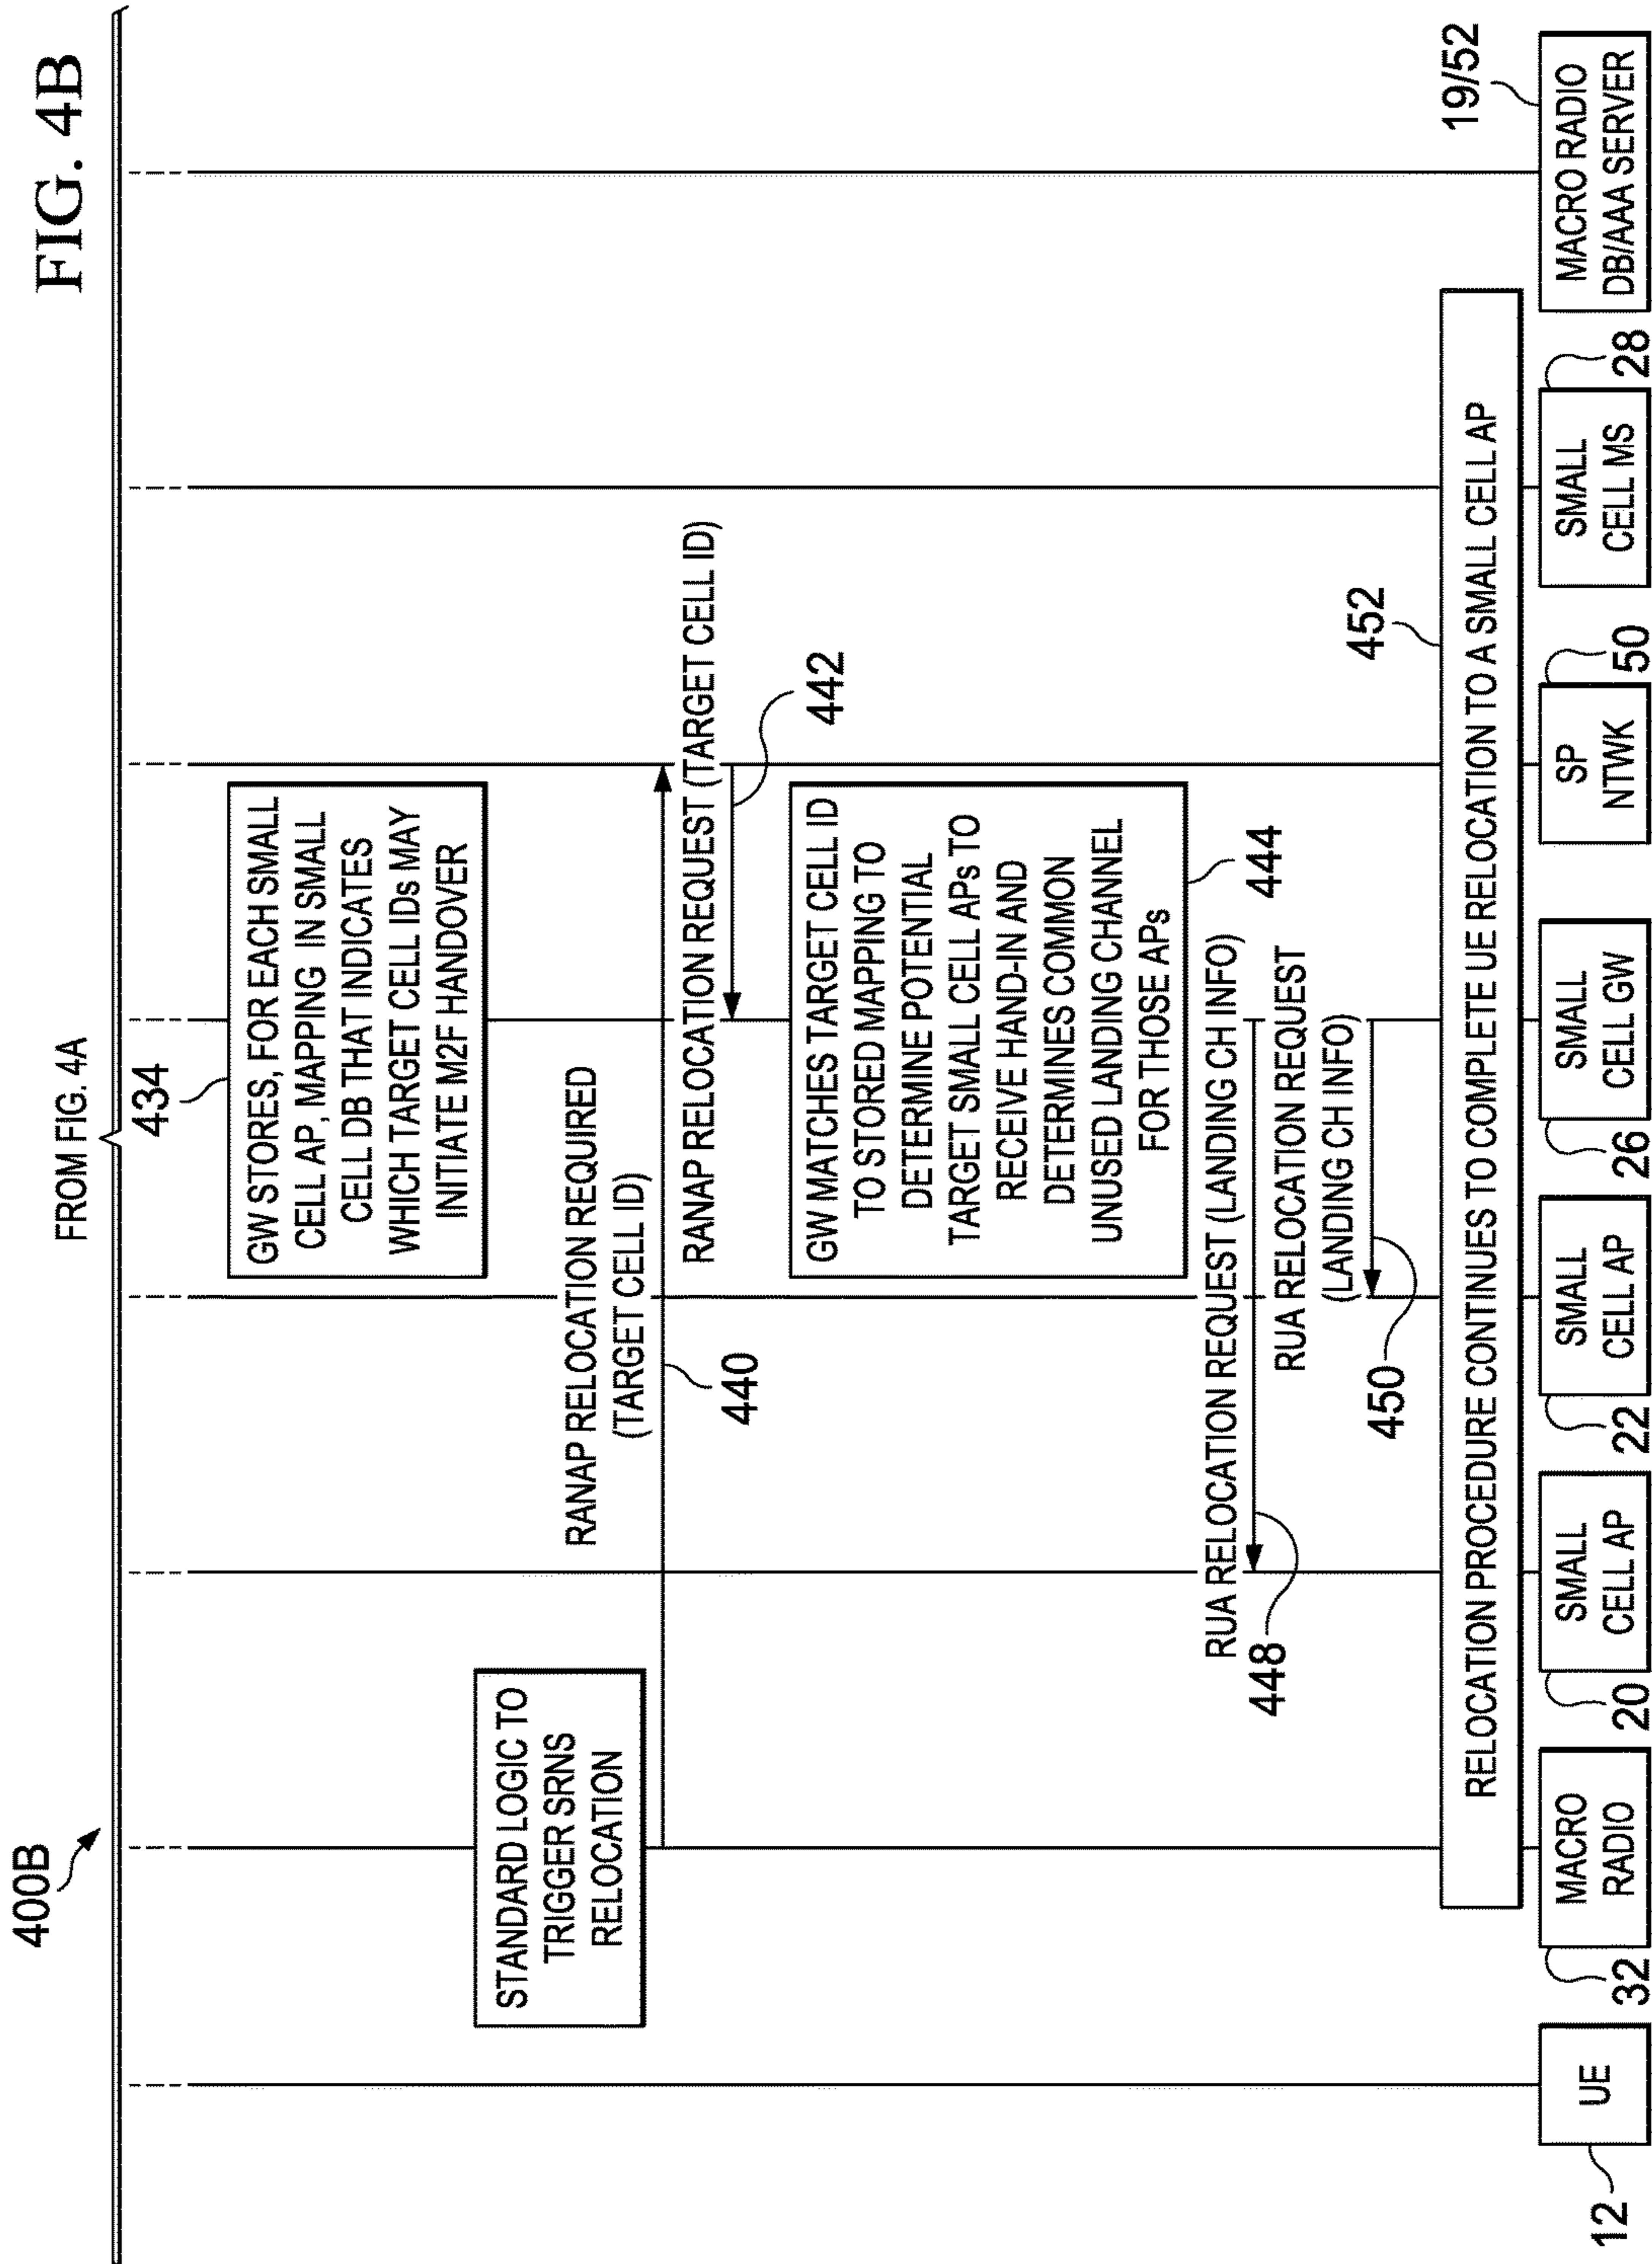 FIG. 4B
400B
FROM FIG. 4A
434
GW STORES, FOR EACH SMALL
CELL AP, MAPPING IN SMALL
CELL DB THAT INDICATES
WHICH TARGET CELL IDs MAY
INITIATE M2F HANDOVER
STANDARD LOGIC TO
TRIGGER SRNS
RELOCATION
RANAP RELOCATION REQUIRED
(TARGET CELL ID)
440
RANAP RELOCATION REQUEST (TARGET CELL ID)
442
GW MATCHES TARGET CELL ID
TO STORED MAPPING TO
DETERMINE POTENTIAL
TARGET SMALL CELL APs TO
RECEIVE HAND-IN AND
DETERMINES COMMON
UNUSED LANDING CHANNEL
FOR THOSE APs
444
RUA RELOCATION REQUEST (LANDING CH INFO)
448
RUA RELOCATION REQUEST
(LANDING CH INFO)
450
452
RELOCATION PROCEDURE CONTINUES TO COMPLETE UE RELOCATION TO A SMALL CELL AP
12
UE
32
MACRO
RADIO
20
SMALL
CELL AP
22
SMALL
CELL AP
26
SMALL
CELL GW
50
SP
NTWK
28
SMALL
CELL MS
19/52
MACRO RADIO
DB/AAA SERVER